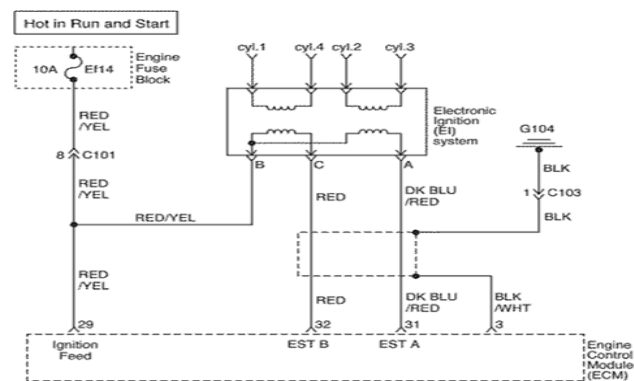 Hot in Run and Start
10A
Ef14
Engine
Fuse
Block
cyl.1
cyl.4
cyl.2
cyl.3
Electronic
Ignition
(EI)
system
G104
RED
/YEL
8
C101
RED
/YEL
RED/YEL
B
C
A
RED
DK BLU
/RED
BLK
1
C103
BLK
RED
/YEL
RED
DK BLU
/RED
BLK
/WHT
29
32
31
3
Ignition
Feed
EST B
EST A
Engine
Control
Module
(ECM)